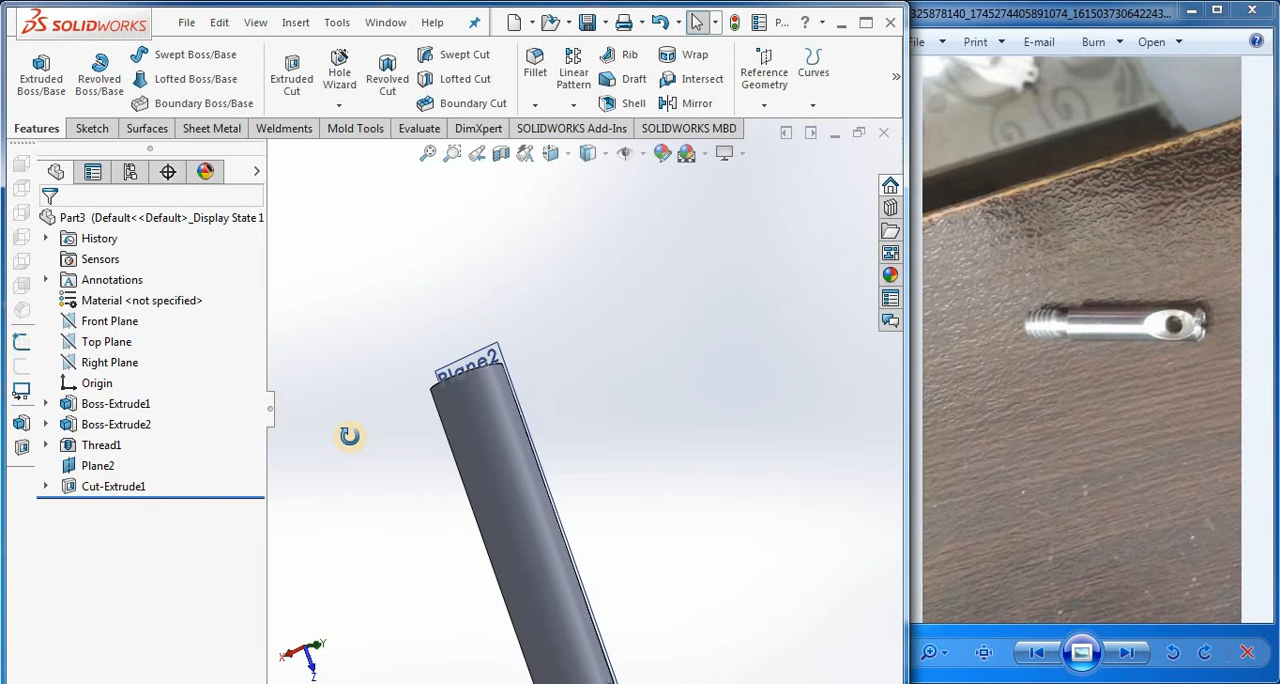 SOLIDWORKS File Edit View Insert Tools Window Help P... ?
Extruded Boss/Base
Revolved Boss/Base
Swept Boss/Base
Lofted Boss/Base
Boundary Boss/Base
Extruded Cut
Hole Wizard
Revolved Cut
Swept Cut
Lofted Cut
Boundary Cut
Fillet
Linear Pattern
Rib
Draft
Shell
Wrap
Intersect
Mirror
Reference Geometry
Curves
Features Sketch Surfaces Sheet Metal Weldments Mold Tools Evaluate DimXpert SOLIDWORKS Add-Ins SOLIDWORKS MBD
Part3 (Default<<Default>_Display State 1
History
Sensors
Annotations
Material <not specified>
Front Plane
Top Plane
Right Plane
Origin
Boss-Extrude1
Boss-Extrude2
Thread1
Plane2
Cut-Extrude1
Plane2
X Y Z
325878140_1745274405891074_161503730642243...
File Print E-mail Burn Open